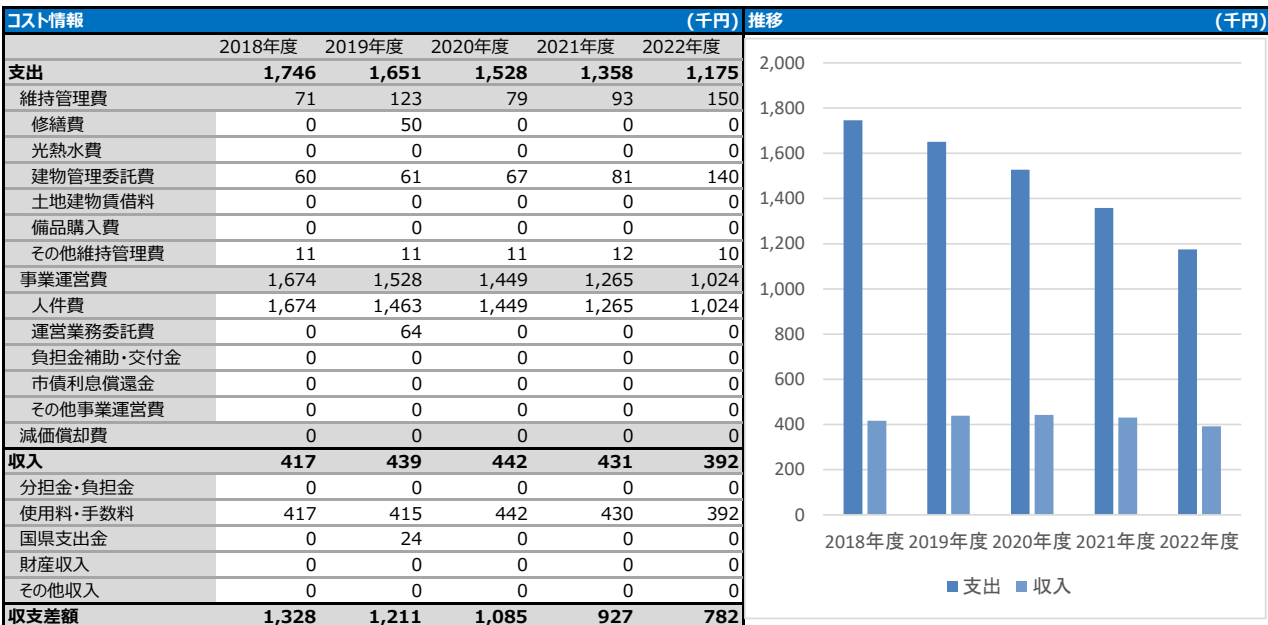 コスト情報 (千円) 推移 (千円)
2018年度 2019年度 2020年度 2021年度 2022年度
支出 1,746 1,651 1,528 1,358 1,175
維持管理費 71 123 79 93 150
修繕費 0 50 0 0 0
光熱水費 0 0 0 0 0
建物管理委託費 60 61 67 81 140
土地建物賃借料 0 0 0 0 0
備品購入費 0 0 0 0 0
その他維持管理費 11 11 11 12 10
事業運営費 1,674 1,528 1,449 1,265 1,024
人件費 1,674 1,463 1,449 1,265 1,024
運営業務委託費 0 64 0 0 0
負担金補助・交付金 0 0 0 0 0
市債利息償還金 0 0 0 0 0
その他事業運営費 0 0 0 0 0
減価償却費 0 0 0 0 0
収入 417 439 442 431 392
分担金・負担金 0 0 0 0 0
使用料・手数料 417 415 442 430 392
国県支出金 0 24 0 0 0
財産収入 0 0 0 0 0
その他収入 0 0 0 0 0
収支差額 1,328 1,211 1,085 927 782
2,000
1,800
1,600
1,400
1,200
1,000
800
600
400
200
0
2018年度 2019年度 2020年度 2021年度 2022年度
支出 収入